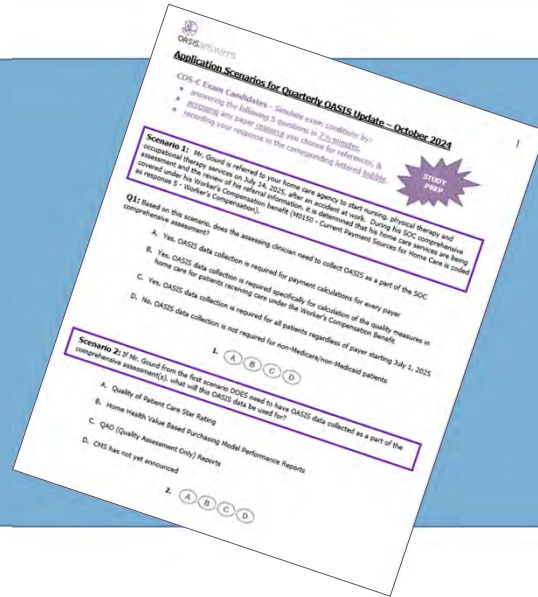 OASISanswers
Application Scenarios for Quarterly OASIS Update – October 2024
COS-C Exam Candidates – Simulate exam conditions by:
• answering the following 5 questions in 7 ½ minutes,
• accessing any paper resource you choose for references, &
• recording your response in the corresponding lettered bubble.
STUDY
PREP
Scenario 1: Mr. Gourd is referred to your home care agency to start nursing, physical therapy and
occupational therapy services on July 14, 2025, after an accident at work. During his SOC comprehensive
assessment and the review of his referral information, it is determined that his home care services are being
covered under his Worker's Compensation benefit (M0150 - Current Payment Sources for Home Care is coded
as response 5 - Worker's Compensation).
Q1: Based on this scenario, does the assessing clinician need to collect OASIS as a part of the SOC
comprehensive assessment?
A. Yes, OASIS data collection is required for payment calculations for every payer
B. Yes, OASIS data collection is required specifically for calculation of the quality measures in
home care for patients receiving care under the Worker's Compensation Benefit
C. Yes, OASIS data collection is required for all patients regardless of payer starting July 1, 2025
D. No, OASIS data collection is not required for non-Medicare/non-Medicaid patients
1. A B C D
Scenario 2: If Mr. Gourd from the first scenario DOES need to have OASIS data collected as a part of the
comprehensive assessment(s), what will this OASIS data be used for?
A. Quality of Patient Care Star Rating
B. Home Health Value Based Purchasing Model Performance Reports
C. QAO (Quality Assessment Only) Reports
D. CMS has not yet announced
2. A B C D